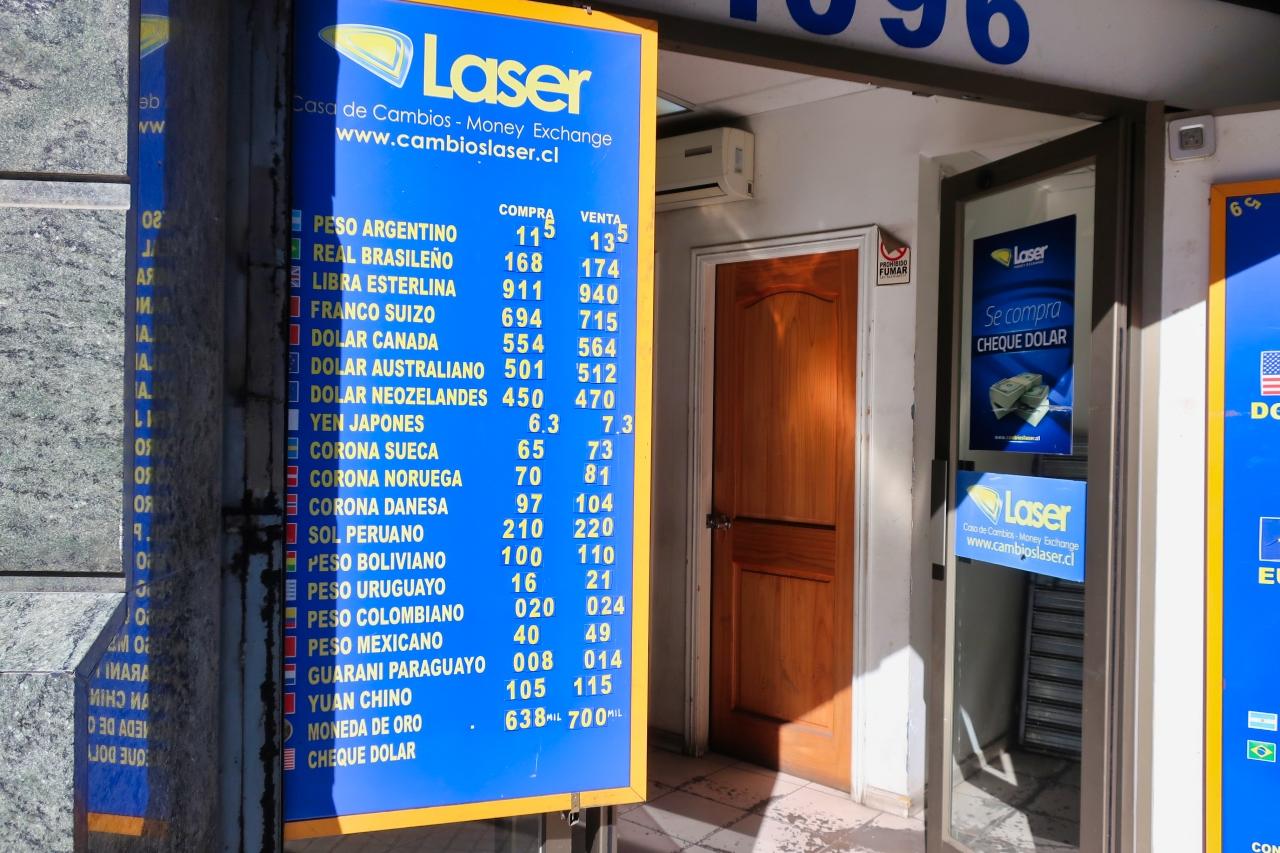 1096
Laser
Casa de Cambios - Money Exchange
www.cambioslaser.cl
COMPRA VENTA
PESO ARGENTINO 11 5 13 5
REAL BRASILEÑO 168 174
LIBRA ESTERLINA 911 940
FRANCO SUIZO 694 715
DOLAR CANADA 554 564
DOLAR AUSTRALIANO 501 512
DOLAR NEOZELANDES 450 470
YEN JAPONES 6.3 7.3
CORONA SUECA 65 73
CORONA NORUEGA 70 81
CORONA DANESA 97 104
SOL PERUANO 210 220
PESO BOLIVIANO 100 110
PESO URUGUAYO 16 21
PESO COLOMBIANO 020 024
PESO MEXICANO 40 49
GUARANI PARAGUAYO 008 014
YUAN CHINO 105 115
MONEDA DE ORO . 638 MIL 700 MIL
CHEQUE DOLAR
PROHIBIDO
FUMAR
Laser
Se compra
CHEQUE DOLAR
www.cambioslaser.cl
Laser
Casa de Cambios - Money Exchange
www.cambioslaser.cl